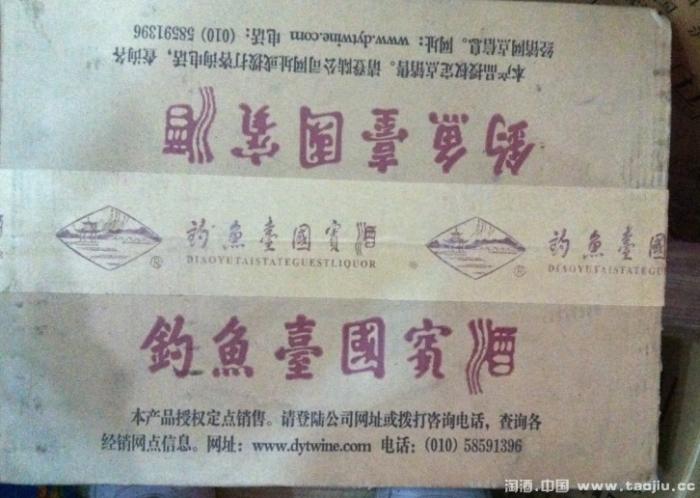 经销网点信息。网址：www.dytwine.com 电话：(010) 58591396
本产品授权定点销售。请登陆公司网址或拨打咨询电话，查询各
釣魚臺國賓酒
釣魚臺國賓酒 釣魚臺國
DIAOYUTAISTATEGUESTLIQUOR DIAOYUTAISTATEGU
® ®
釣魚臺國賓酒
本产品授权定点销售。请登陆公司网址或拨打咨询电话，查询各
经销网点信息。网址：www.dytwine.com 电话：(010) 58591396
淘酒.中国 www.taojiu.cc